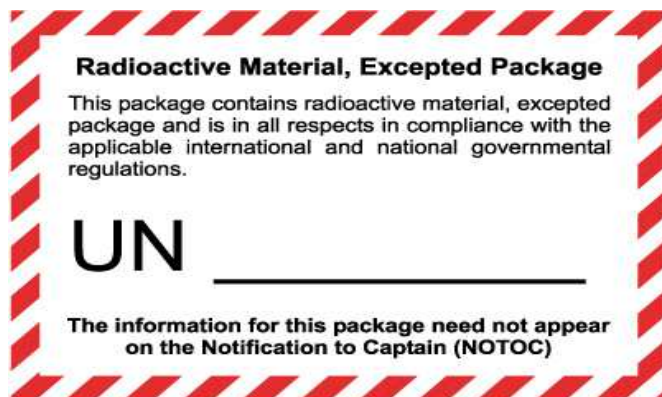 Radioactive Material, Excepted Package
This package contains radioactive material, excepted
package and is in all respects in compliance with the
applicable international and national governmental
regulations.
UN
The information for this package need not appear
on the Notification to Captain (NOTOC)